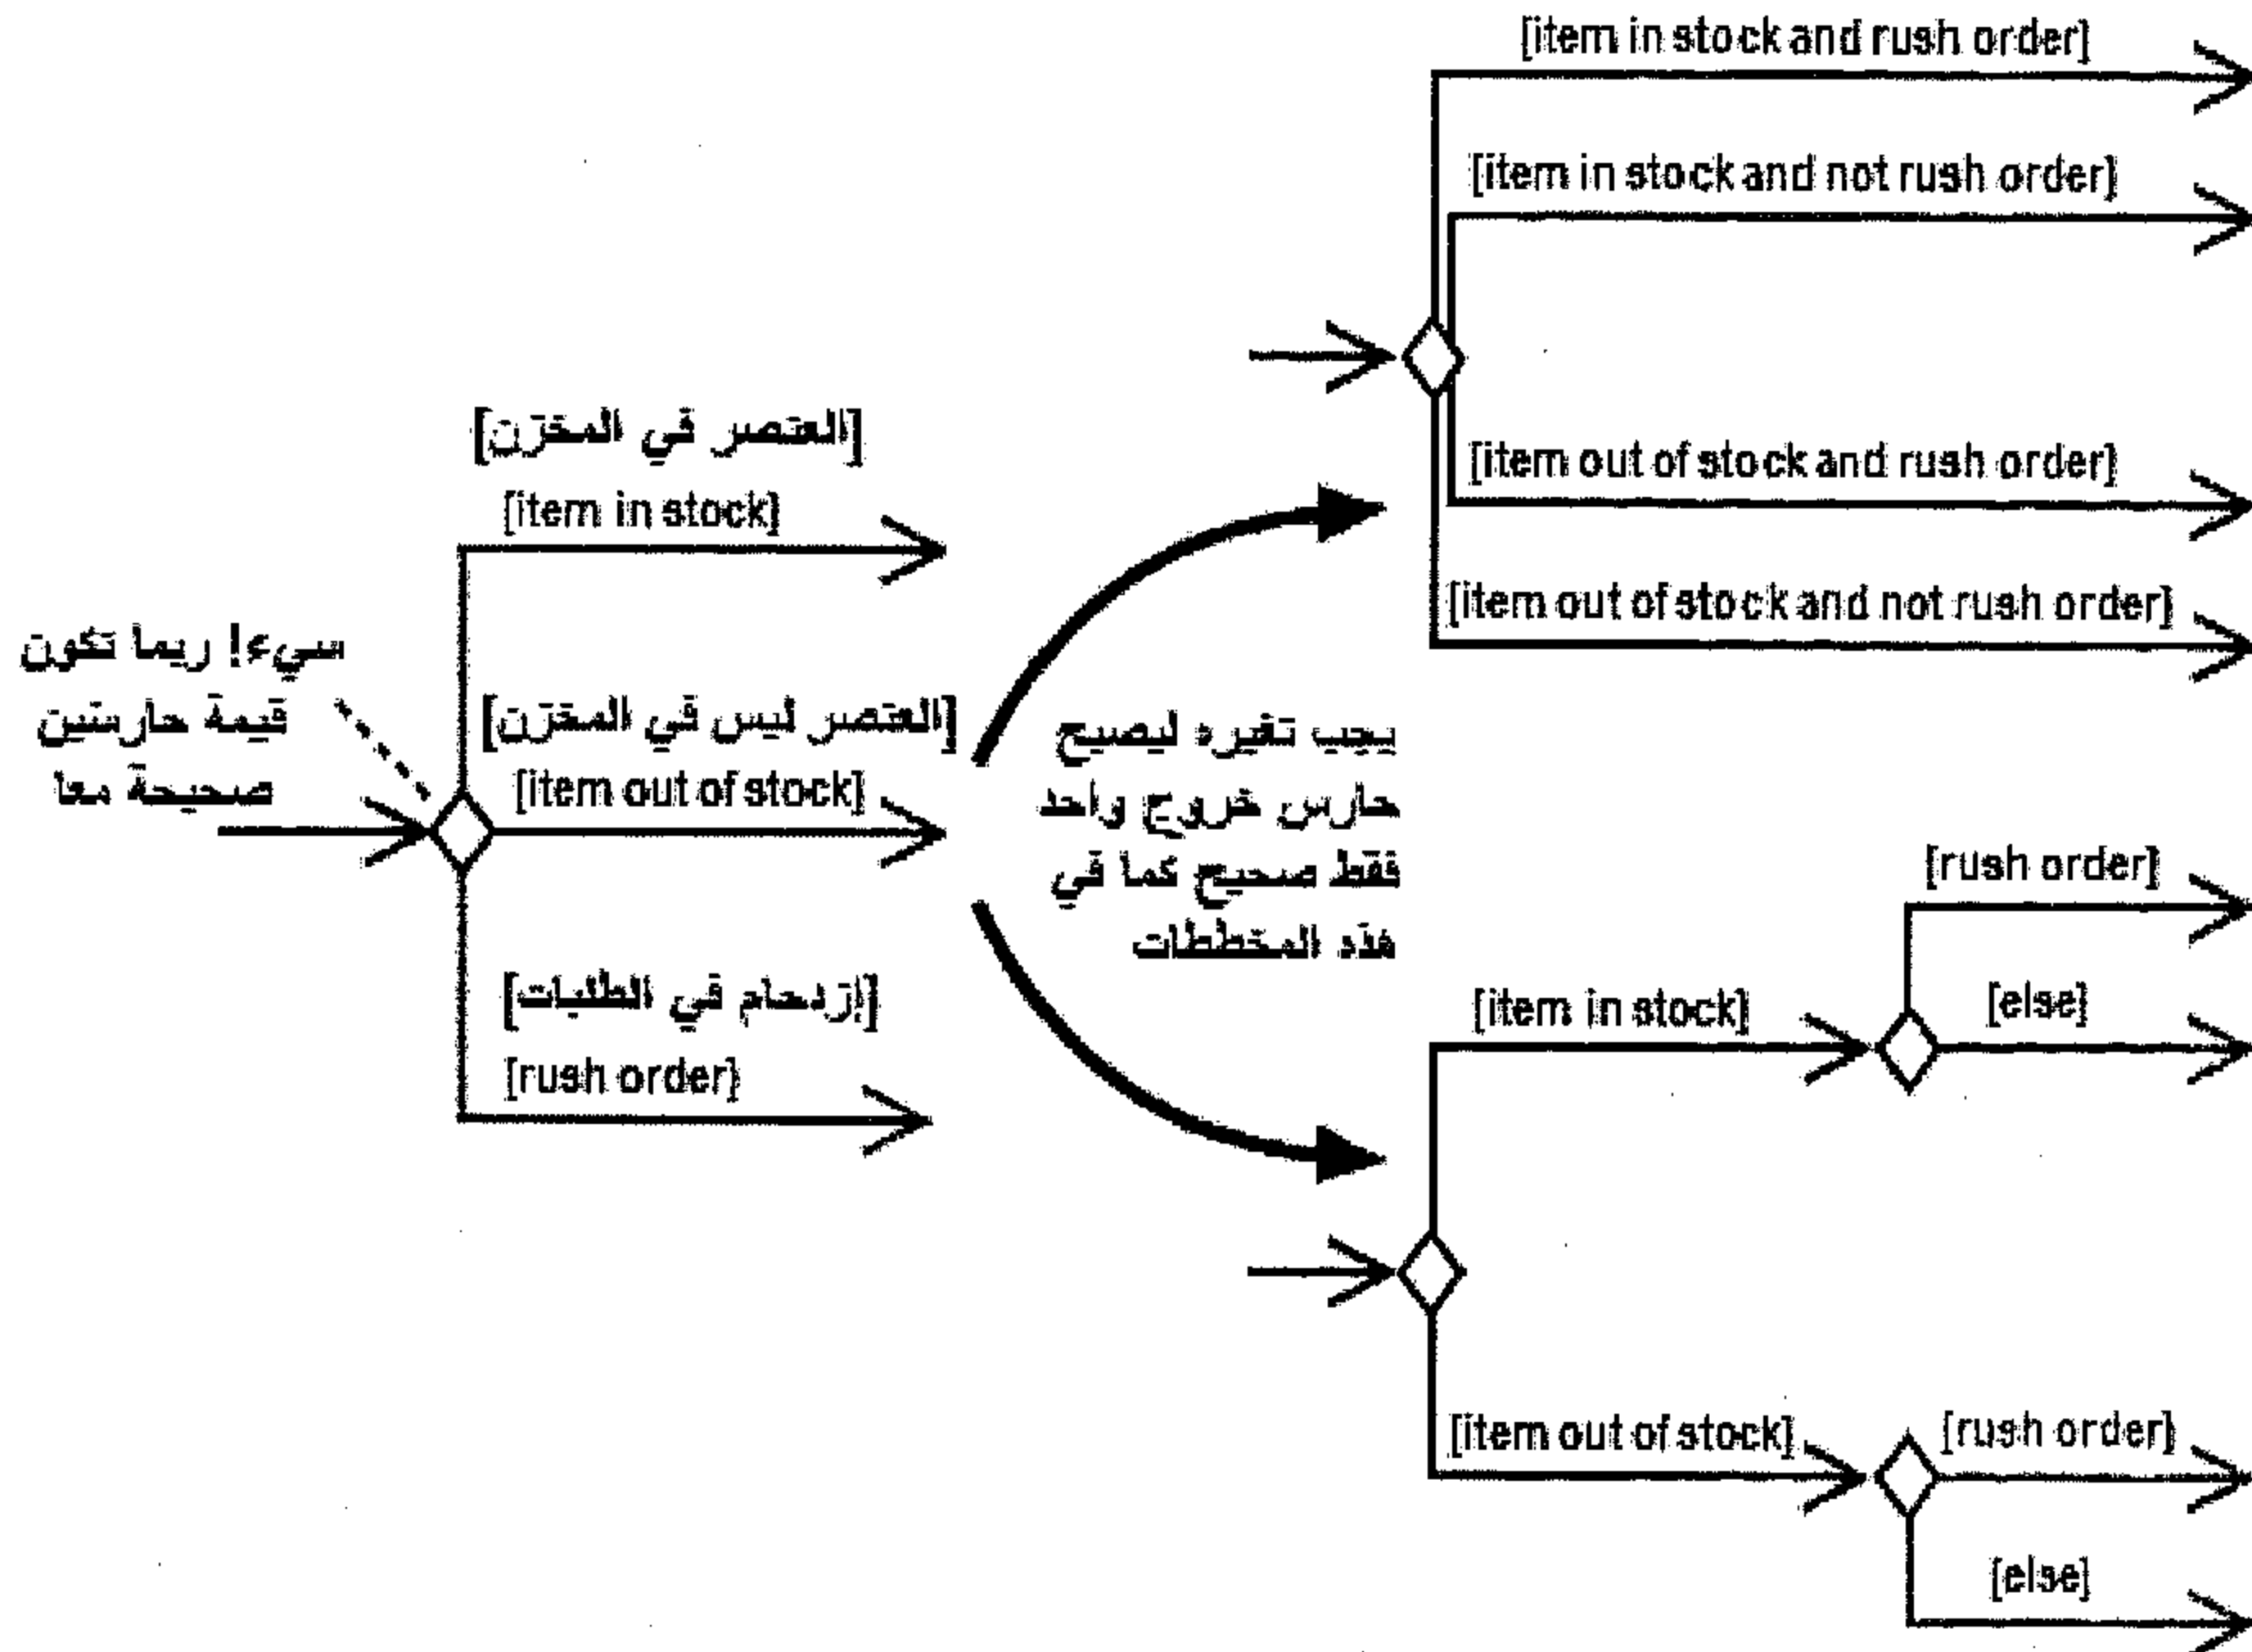 [item in stock and rush order]
[item in stock and not rush order]
[item out of stock and rush order]
[item out of stock and not rush order]
[العنصر في المخزن]
[item in stock]
سيء! ربما تكون
قيمة حارستين
صحيحة معا
[العنصر ليس في المخزن]
[item out of stock]
[إزدحام في الطلبات]
[rush order]
يجب تغيره ليصبح
حارس خروج واحد
فقط صحيح كما في
هذه المخططات
[rush order]
[item in stock]
[else]
[item out of stock]
[rush order]
[else]